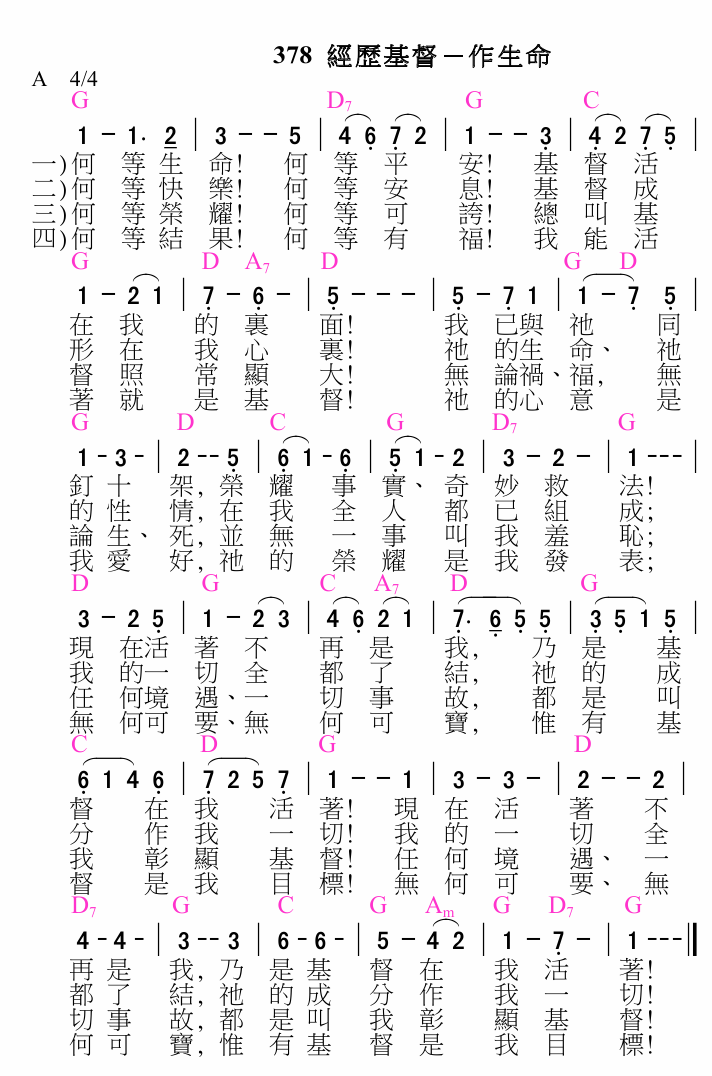 378 經歷基督－作生命
A 4/4
G D7 G C
1 - 1. 2 | 3 - - 5 | 4 6 7 2 | 1 - - 3 | 4 2 7 5 |
一)何 等 生 命! 何 等 平 安! 基 督 活
二)何 等 快 樂! 何 等 安 息! 基 督 成
三)何 等 榮 耀! 何 等 可 誇! 總 叫 基
四)何 等 結 果! 何 等 有 福! 我 能 活
G D A7 D G D
1 - 2 1 | 7 - 6 - | 5 - - - | 5 - 7 1 | 1 - 7 5 |
在 我 的 裏 面! 我 已與 祂 同
形 在 我 心 裏! 祂 的生 命、 祂
督 照 常 顯 大! 無 論禍、福, 無
著 就 是 基 督! 祂 的心 意 是
G D C G D7 G
1 - 3 - | 2 - - 5 | 6 1 - 6 | 5 1 - 2 | 3 - 2 - | 1 - - - |
釘 十 架, 榮 耀 事 實、 奇 妙 救 法!
的 性 情, 在 我 全 人 都 已 組 成;
論 生、 死, 並 無 一 事 叫 我 羞 恥;
我 愛 好, 祂 的 榮 耀 是 我 發 表;
D G C A7 D G
3 - 2 5 | 1 - 2 3 | 4 6 2 1 | 7. 6 5 5 | 3 5 1 5 |
現 在活 著 不 再 是 我, 乃 是 基
我 的一 切 全 都 了 結, 祂 的 成
任 何境 遇、一 切 事 故, 都 是 叫
無 何可 要、無 何 可 寶, 惟 有 基
C D G D
6 1 4 6 | 7 2 5 7 | 1 - - 1 | 3 - 3 - | 2 - - 2 |
督 在 我 活 著! 現 在 活 著 不
分 作 我 一 切! 我 的 一 切 全
我 彰 顯 基 督! 任 何 境 遇、 一
督 是 我 目 標! 無 何 可 要、 無
D7 G C G Am G D7 G
4 - 4 - | 3 - - 3 | 6 - 6 - | 5 - 4 2 | 1 - 7 - | 1 - - - ‖
再 是 我, 乃 是 基 督 在 我 活 著!
都 了 結, 祂 的 成 分 作 我 一 切!
切 事 故, 都 是 叫 我 彰 顯 基 督!
何 可 寶, 惟 有 基 督 是 我 目 標!